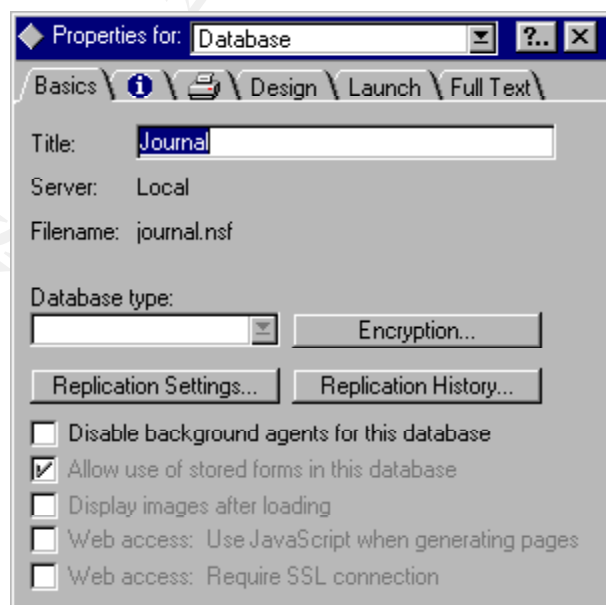 Properties for: Database ?..
Basics i Design Launch Full Text
Title: Journal
Server: Local
Filename: journal.nsf
Database type:
Encryption...
Replication Settings... Replication History...
Disable background agents for this database
Allow use of stored forms in this database
Display images after loading
Web access: Use JavaScript when generating pages
Web access: Require SSL connection